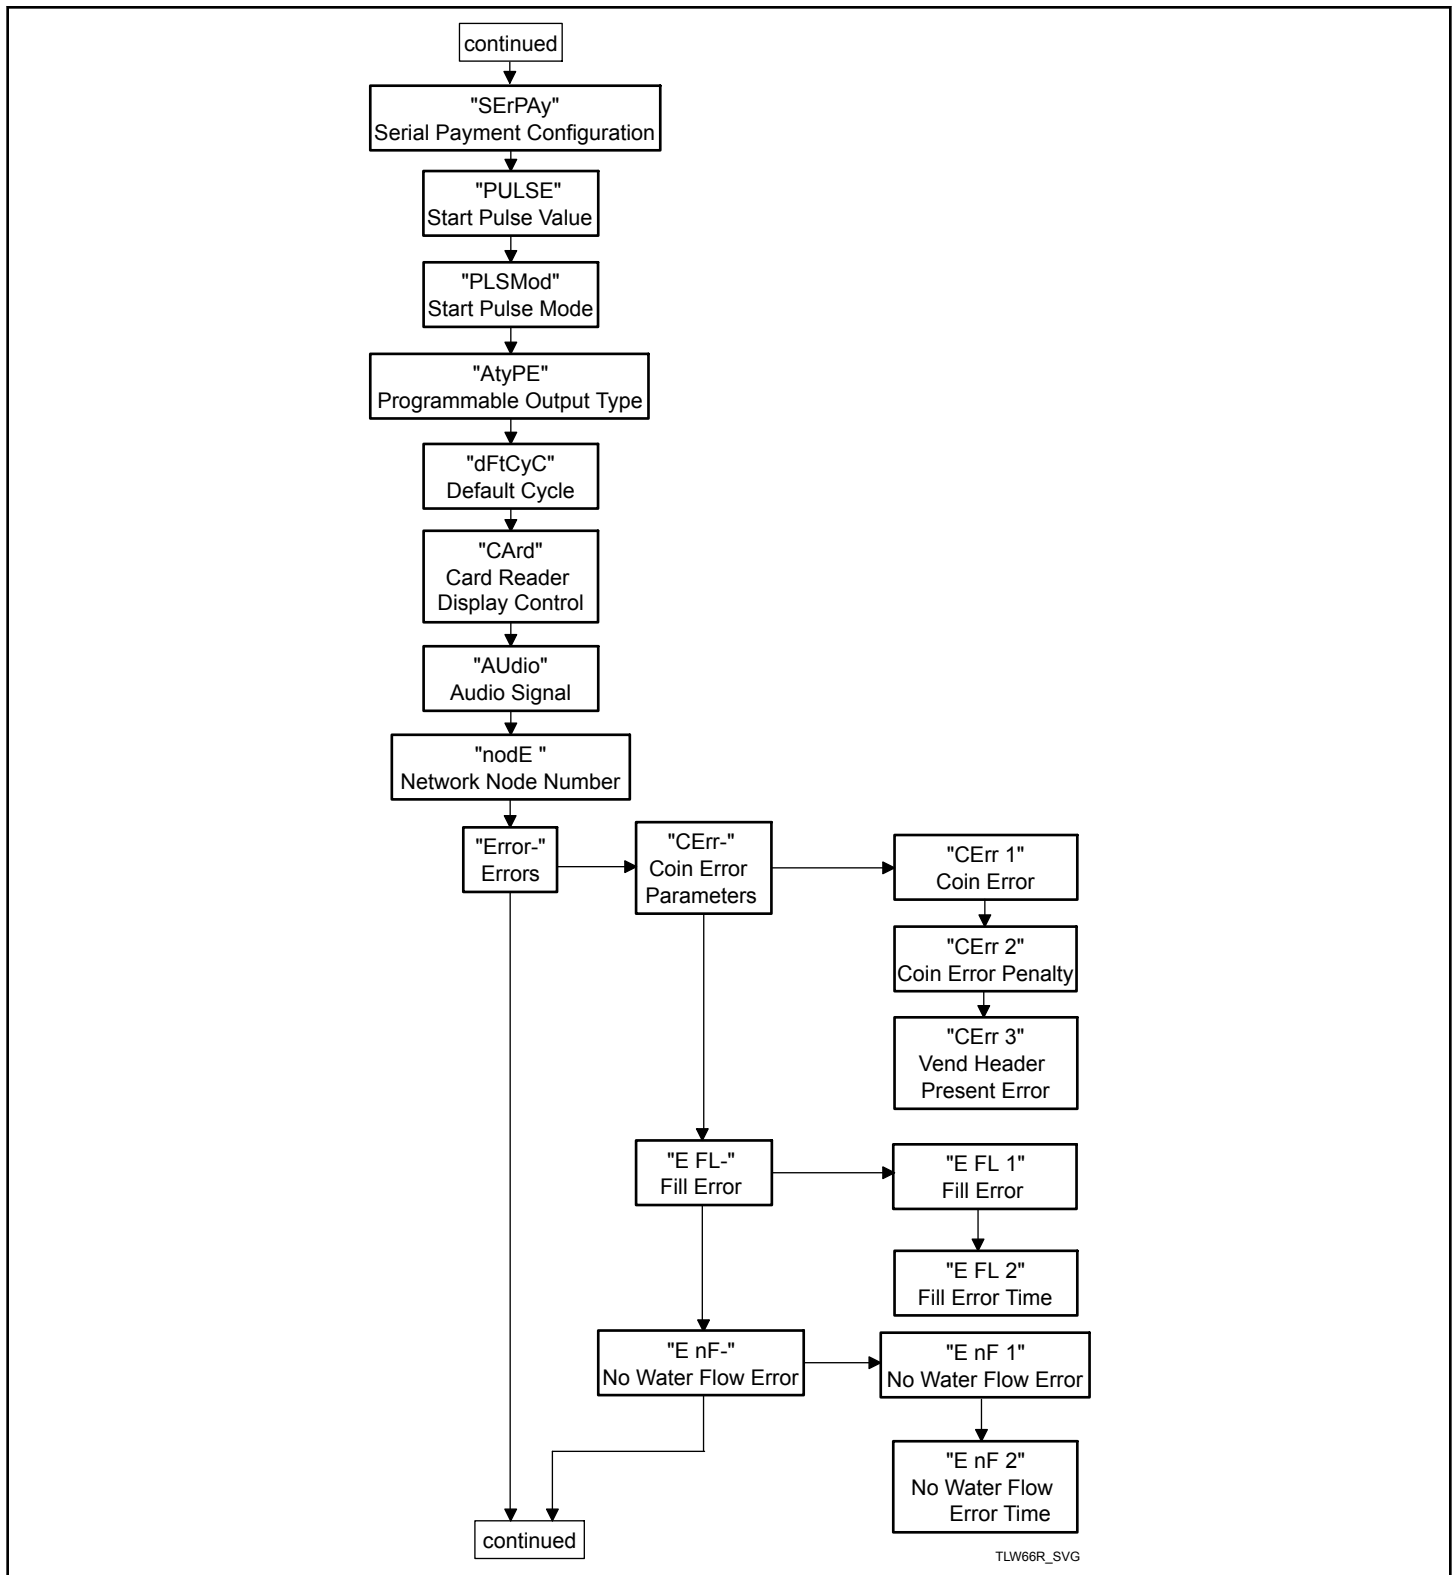 continued
"SErPAy"
Serial Payment Configuration
"PULSE"
Start Pulse Value
"PLSMod"
Start Pulse Mode
"AtyPE"
Programmable Output Type
"dFtCyC"
Default Cycle
"CArd"
Card Reader
Display Control
"AUdio"
Audio Signal
"nodE "
Network Node Number
"Error-"
Errors
"CErr-"
Coin Error
Parameters
"CErr 1"
Coin Error
"CErr 2"
Coin Error Penalty
"CErr 3"
Vend Header
Present Error
"E FL-"
Fill Error
"E FL 1"
Fill Error
"E FL 2"
Fill Error Time
"E nF-"
No Water Flow Error
"E nF 1"
No Water Flow Error
"E nF 2"
No Water Flow
Error Time
continued
TLW66R_SVG